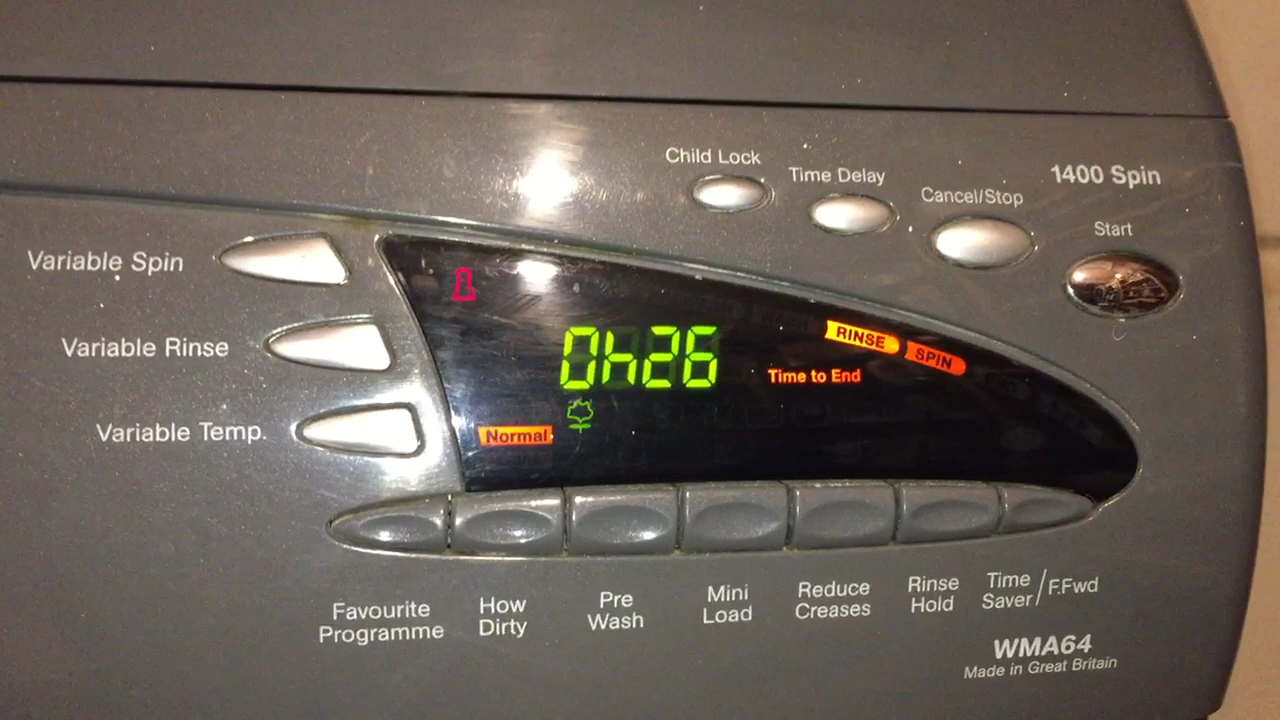 Child Lock
Time Delay
Cancel/Stop
1400 Spin
Start
Variable Spin
Variable Rinse
Variable Temp.
0h26
RINSE
SPIN
Time to End
Normal
Favourite
Programme
How
Dirty
Pre
Wash
Mini
Load
Reduce
Creases
Rinse
Hold
Time
Saver/F.Fwd
WMA64
Made in Great Britain